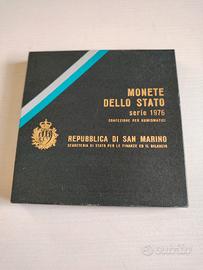 MONETE
DELLO STATO
serie 1976
CONFEZIONE PER NUMISMATICI
REPUBBLICA DI SAN MARINO
SEGRETERIA DI STATO PER LE FINANZE ED IL BILANCIO
subito